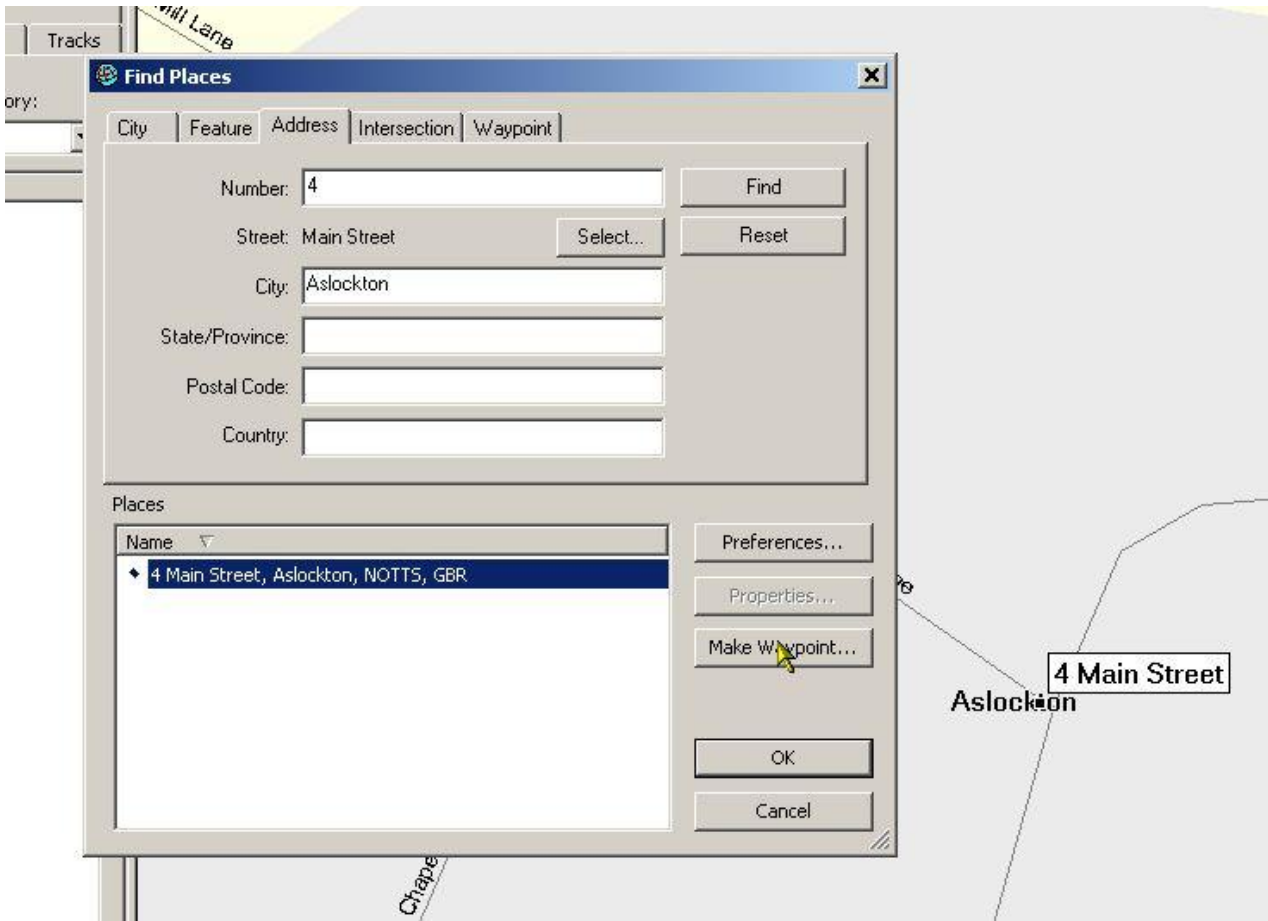 Mill Lane
Tracks
Find Places
ory:
City Feature Address Intersection Waypoint
Number: 4 Find
Street: Main Street Select... Reset
City: Aslockton
State/Province:
Postal Code:
Country:
Places
Name Preferences...
4 Main Street, Aslockton, NOTTS, GBR
Properties...
Make Waypoint...
4 Main Street
Aslockton
OK
Cancel
Chape